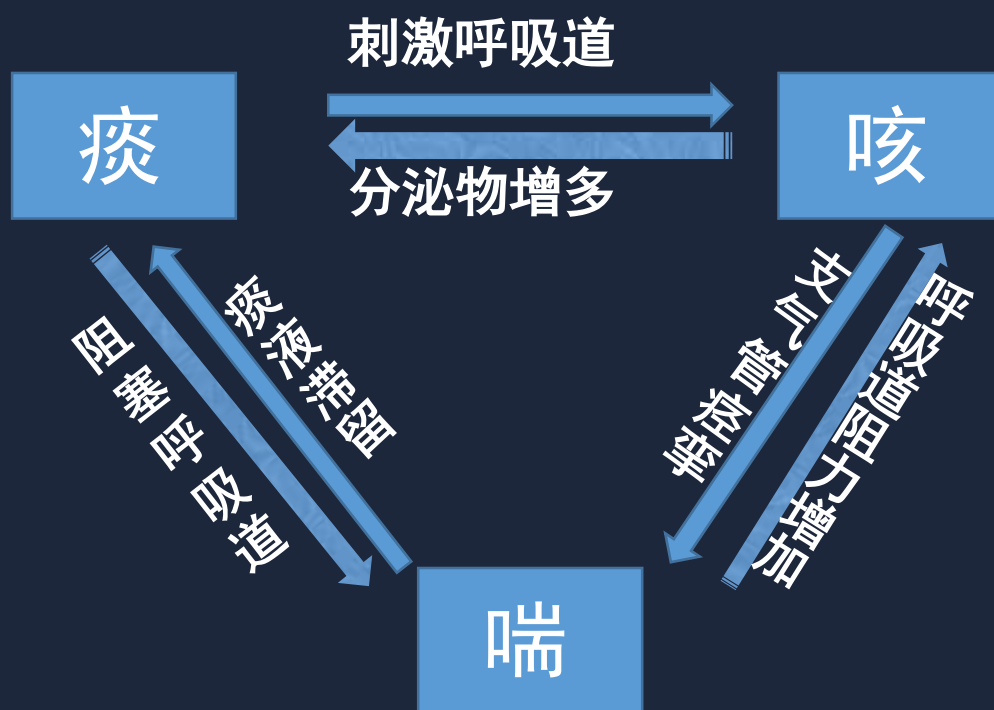 刺激呼吸道
痰
咳
分泌物增多
阻塞呼吸道
痰液滞留
支气管痉挛
呼吸道阻力增加
喘